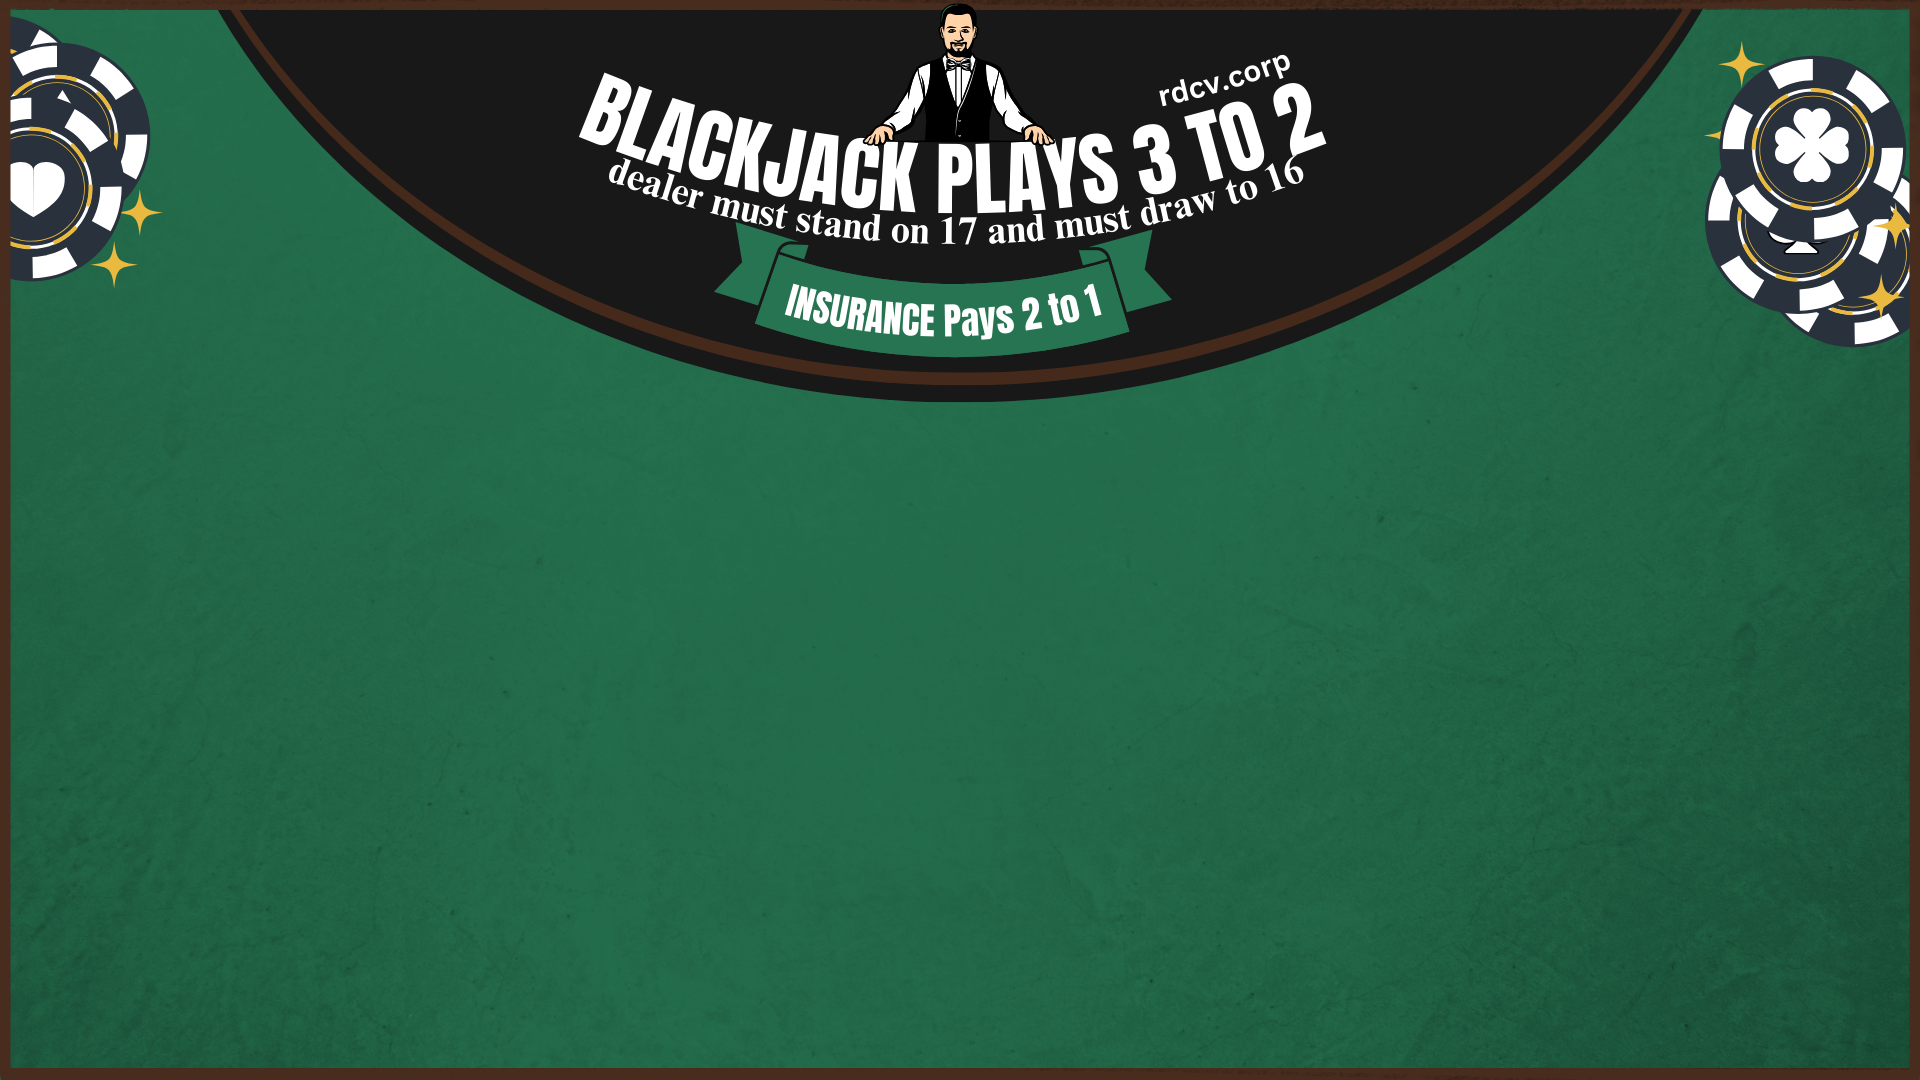 rdcv.corp
BLACKJACK PLAYS 3 TO 2
dealer must stand on 17 and must draw to 16
INSURANCE Pays 2 to 1